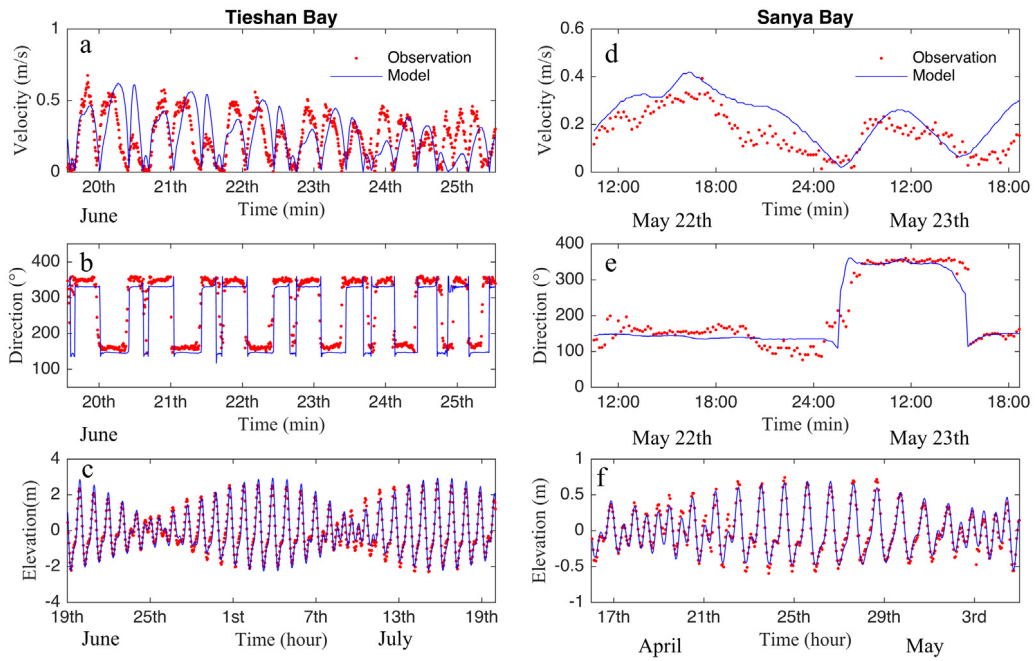 Tieshan Bay
a
Observation
Model
1
0.5
0
Velocity (m/s)
20th 21th 22th 23th 24th 25th
Time (min)
June
b
400
300
200
100
Direction (°)
20th 21th 22th 23th 24th 25th
Time (min)
June
c
4
2
0
-2
-4
Elevation(m)
19th 25th 1st 7th 13th 19th
June Time (hour) July
Sanya Bay
d
Observation
Model
0.6
0.4
0.2
0
Velocity (m/s)
12:00 18:00 24:00 12:00 18:00
Time (min)
May 22th May 23th
e
400
300
200
100
0
Direction (°)
12:00 18:00 24:00 12:00 18:00
Time (min)
May 22th May 23th
f
1
0.5
0
-0.5
-1
Elevation (m)
17th 21th 25th 29th 3rd
April Time (hour) May